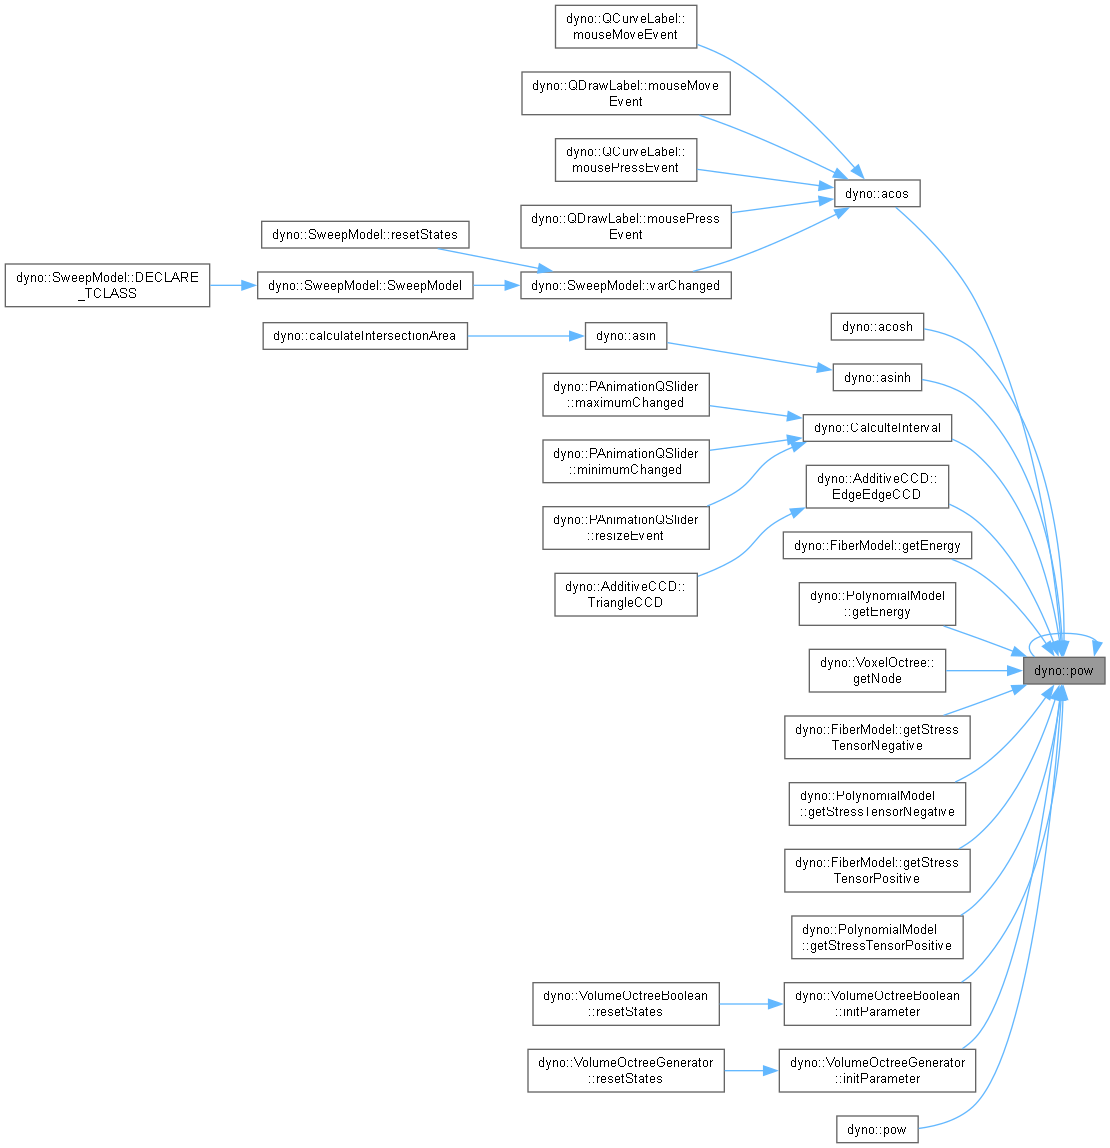 dyno::QCurveLabel::
mouseMoveEvent
dyno::QDrawLabel::mouseMove
Event
dyno::QCurveLabel::
mousePressEvent
dyno::acos
dyno::QDrawLabel::mousePress
Event
dyno::SweepModel::resetStates
dyno::SweepModel::DECLARE
_TCLASS
dyno::SweepModel::SweepModel
dyno::SweepModel::varChanged
dyno::acosh
dyno::calculateIntersectionArea
dyno::asin
dyno::asinh
dyno::PAnimationQSlider
::maximumChanged
dyno::CalculteInterval
dyno::PAnimationQSlider
::minimumChanged
dyno::AdditiveCCD::
EdgeEdgeCCD
dyno::PAnimationQSlider
::resizeEvent
dyno::FiberModel::getEnergy
dyno::AdditiveCCD::
TriangleCCD
dyno::PolynomialModel
::getEnergy
dyno::VoxelOctree::
getNode
dyno::pow
dyno::FiberModel::getStress
TensorNegative
dyno::PolynomialModel
::getStressTensorNegative
dyno::FiberModel::getStress
TensorPositive
dyno::PolynomialModel
::getStressTensorPositive
dyno::VolumeOctreeBoolean
::resetStates
dyno::VolumeOctreeBoolean
::initParameter
dyno::VolumeOctreeGenerator
::resetStates
dyno::VolumeOctreeGenerator
::initParameter
dyno::pow